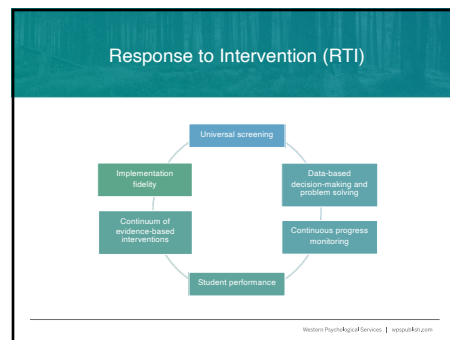 Response to Intervention (RTI)
Universal screening
Data-based
decision-making and
problem solving
Continuous progress
monitoring
Student performance
Continuum of
evidence-based
interventions
Implementation
fidelity
Western Psychological Services | wpspublish.com